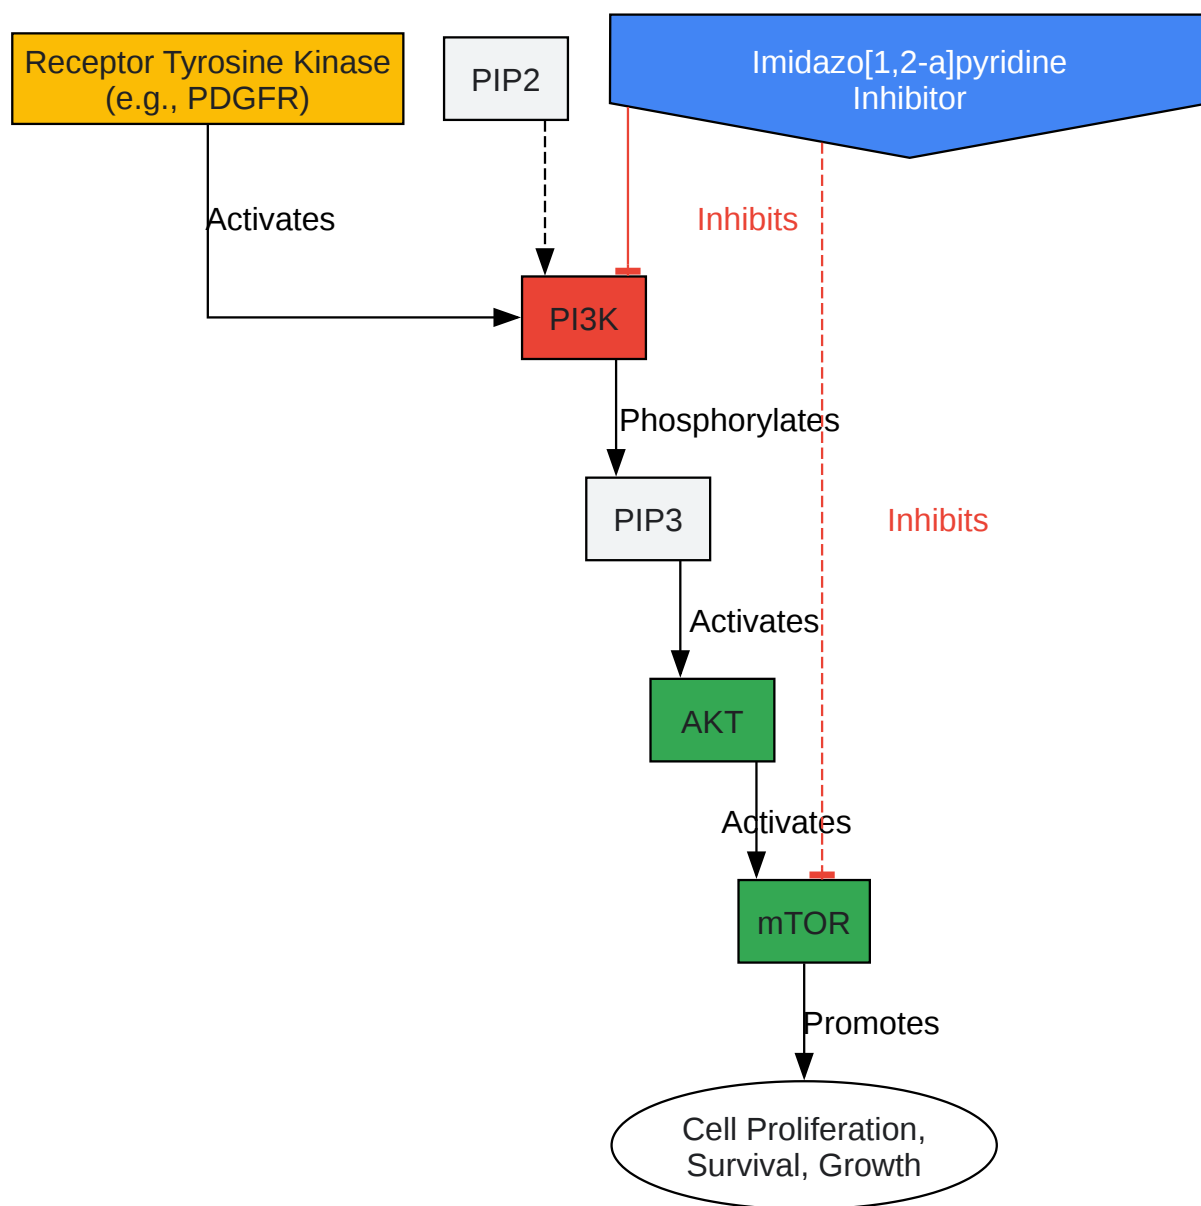 Receptor Tyrosine Kinase
(e.g., PDGFR)
PIP2
Imidazo[1,2-a]pyridine
Inhibitor
Activates
Inhibits
PI3K
Phosphorylates
PIP3
Inhibits
Activates
AKT
Activates
mTOR
Promotes
Cell Proliferation,
Survival, Growth